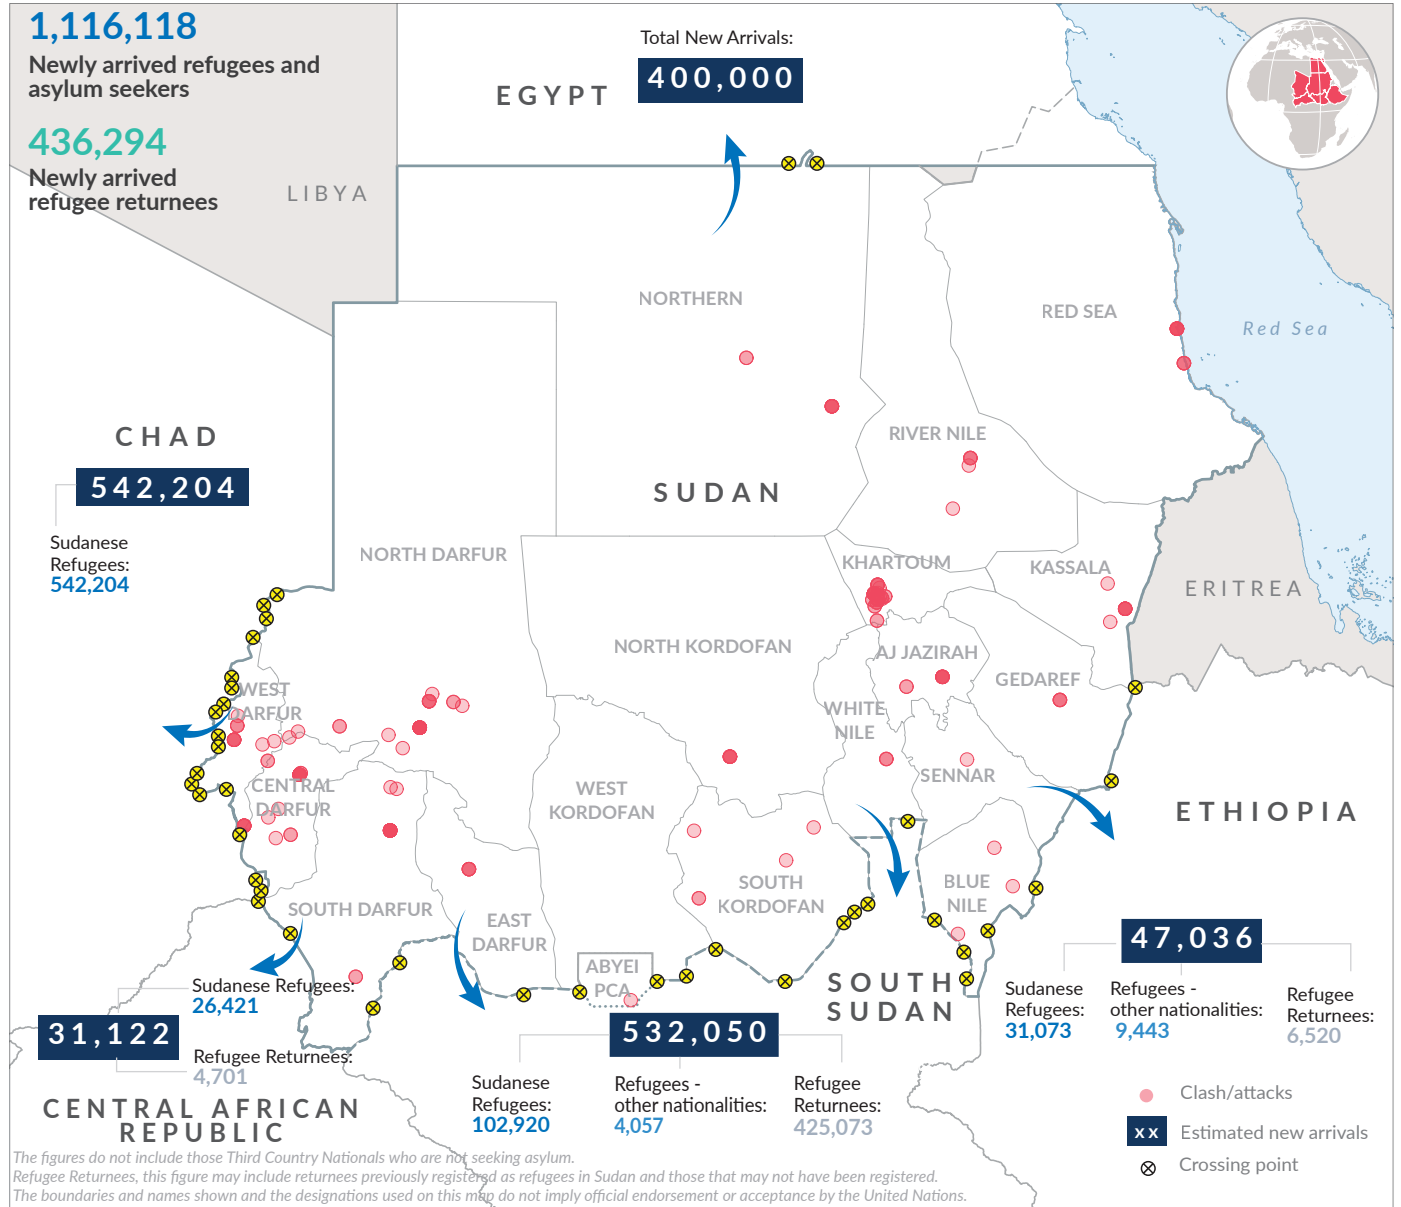 1,116,118
Newly arrived refugees and
asylum seekers
436,294
Newly arrived
refugee returnees
LIBYA
EGYPT
Total New Arrivals:
400,000
NORTHERN
RED SEA
Red Sea
CHAD
542,204
Sudanese
Refugees:
542,204
RIVER NILE
SUDAN
NORTH DARFUR
KHARTOUM
KASSALA
ERITREA
NORTH KORDOFAN
AJ JAZIRAH
GEDAREF
WEST
DARFUR
WHITE
NILE
CENTRAL
DARFUR
WEST
KORDOFAN
SENNAR
ETHIOPIA
SOUTH
KORDOFAN
BLUE
NILE
SOUTH DARFUR
EAST
DARFUR
ABYEI
PCA
SOUTH
SUDAN
47,036
Sudanese
Refugees:
31,073
Refugees -
other nationalities:
9,443
Refugee
Returnees:
6,520
Sudanese Refugees:
26,421
31,122
Refugee Returnees:
4,701
CENTRAL AFRICAN
REPUBLIC
532,050
Sudanese
Refugees:
102,920
Refugees -
other nationalities:
4,057
Refugee
Returnees:
425,073
Clash/attacks
xx Estimated new arrivals
Crossing point
The figures do not include those Third Country Nationals who are not seeking asylum.
Refugee Returnees, this figure may include returnees previously registered as refugees in Sudan and those that may not have been registered.
The boundaries and names shown and the designations used on this map do not imply official endorsement or acceptance by the United Nations.